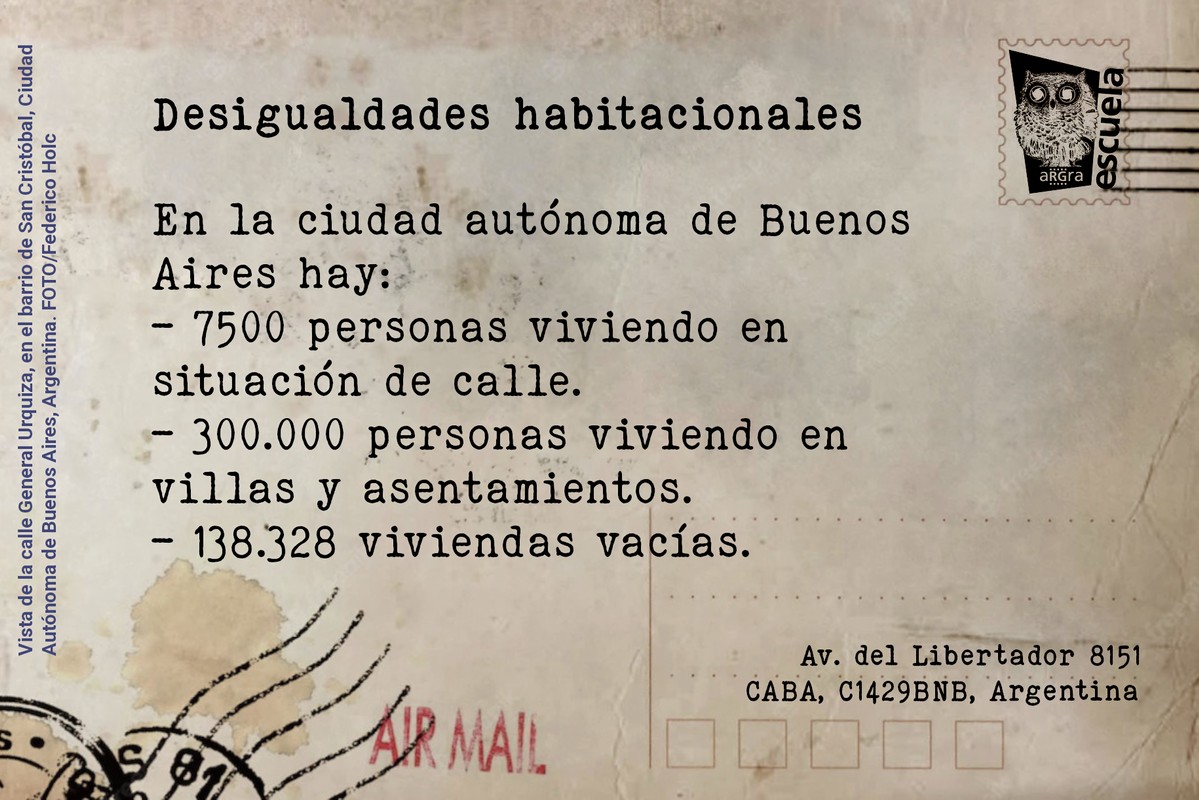 Vista de la calle General Urquiza, en el barrio de San Cristóbal, Ciudad
Autónoma de Buenos Aires, Argentina. FOTO/Federico Holc
Desigualdades habitacionales
En la ciudad autónoma de Buenos
Aires hay:
- 7500 personas viviendo en
situación de calle.
- 300.000 personas viviendo en
villas y asentamientos.
- 138.328 viviendas vacías.
aRGra
escuela
Av. del Libertador 8151
CABA, C1429BNB, Argentina
AIR MAIL